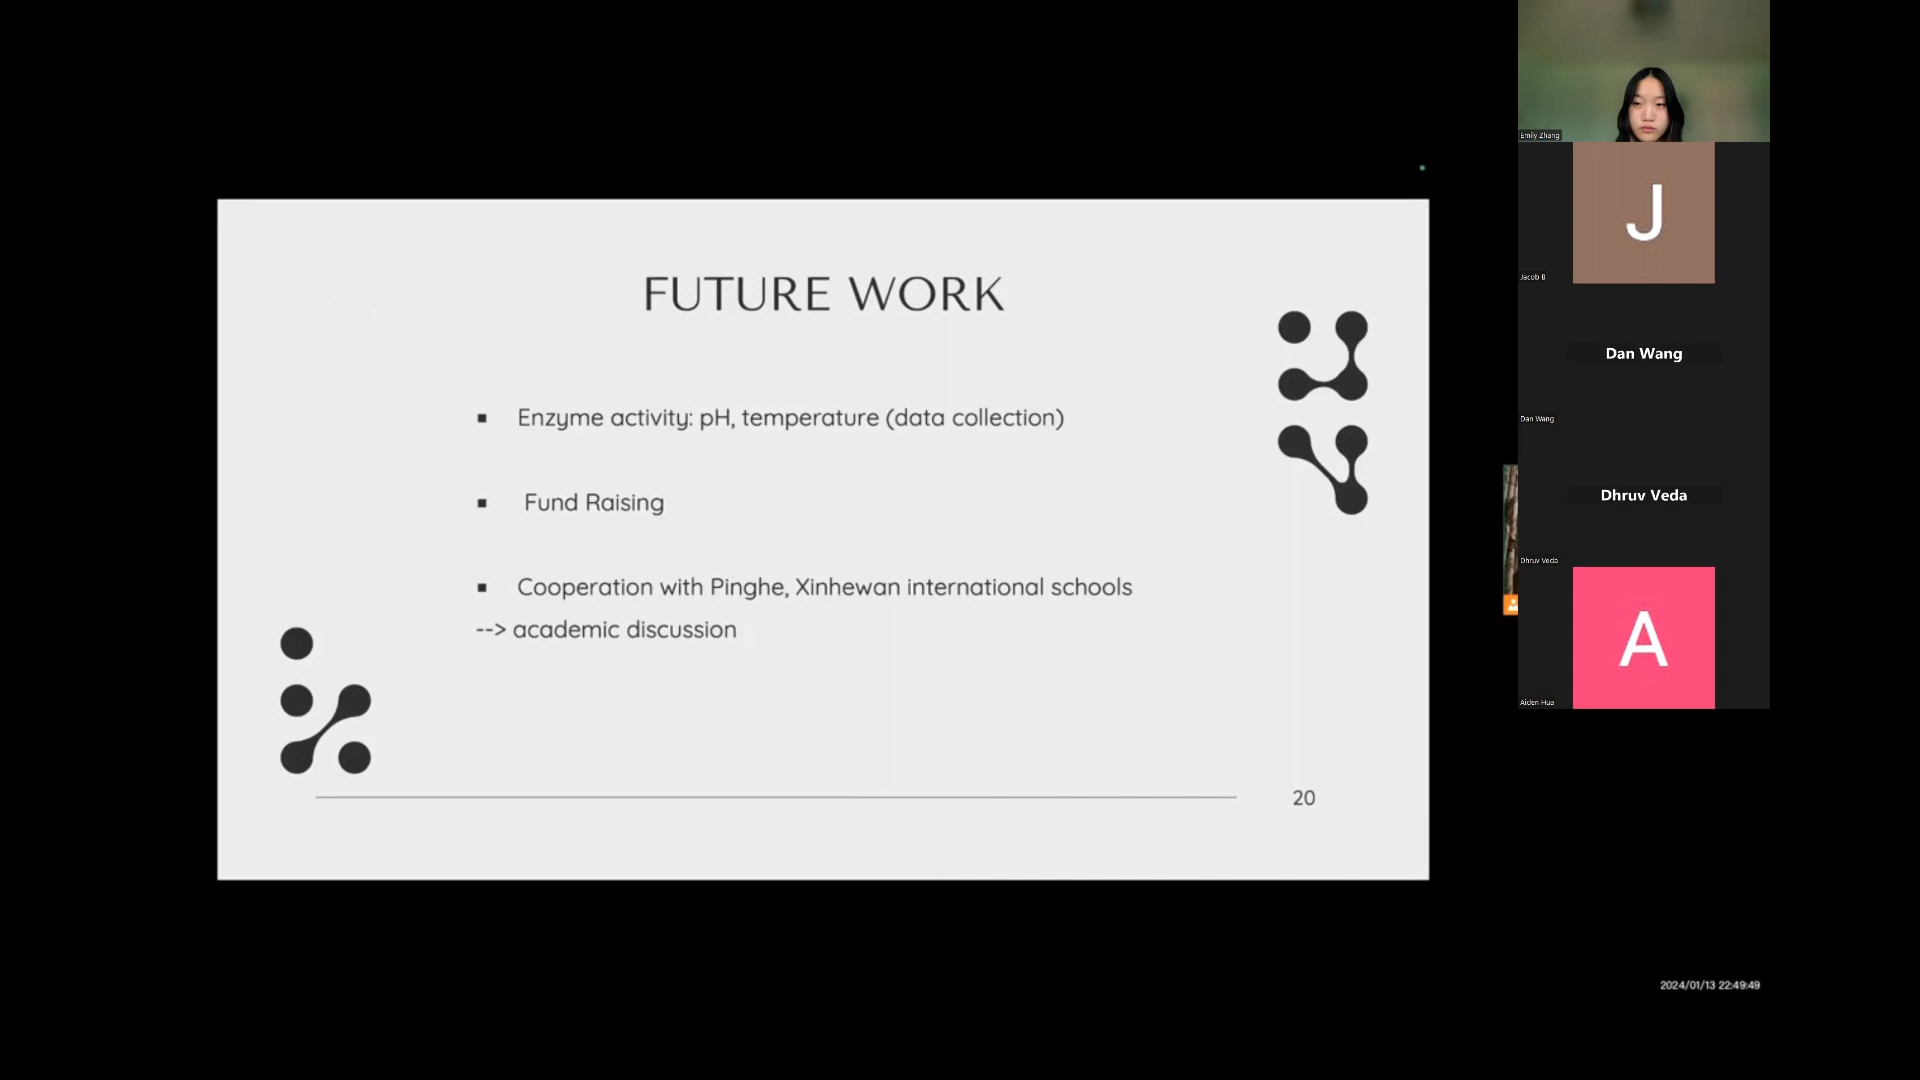 FUTURE WORK
▪ Enzyme activity: pH, temperature (data collection)
▪ Fund Raising
▪ Cooperation with Pinghe, Xinhewan international schools
--> academic discussion
20
Emily Zhang
J
Jacob B
Dan Wang
Dan Wang
Dhruv Veda
Dhruv Veda
A
Aiden Hua
2024/01/13 22:49:49